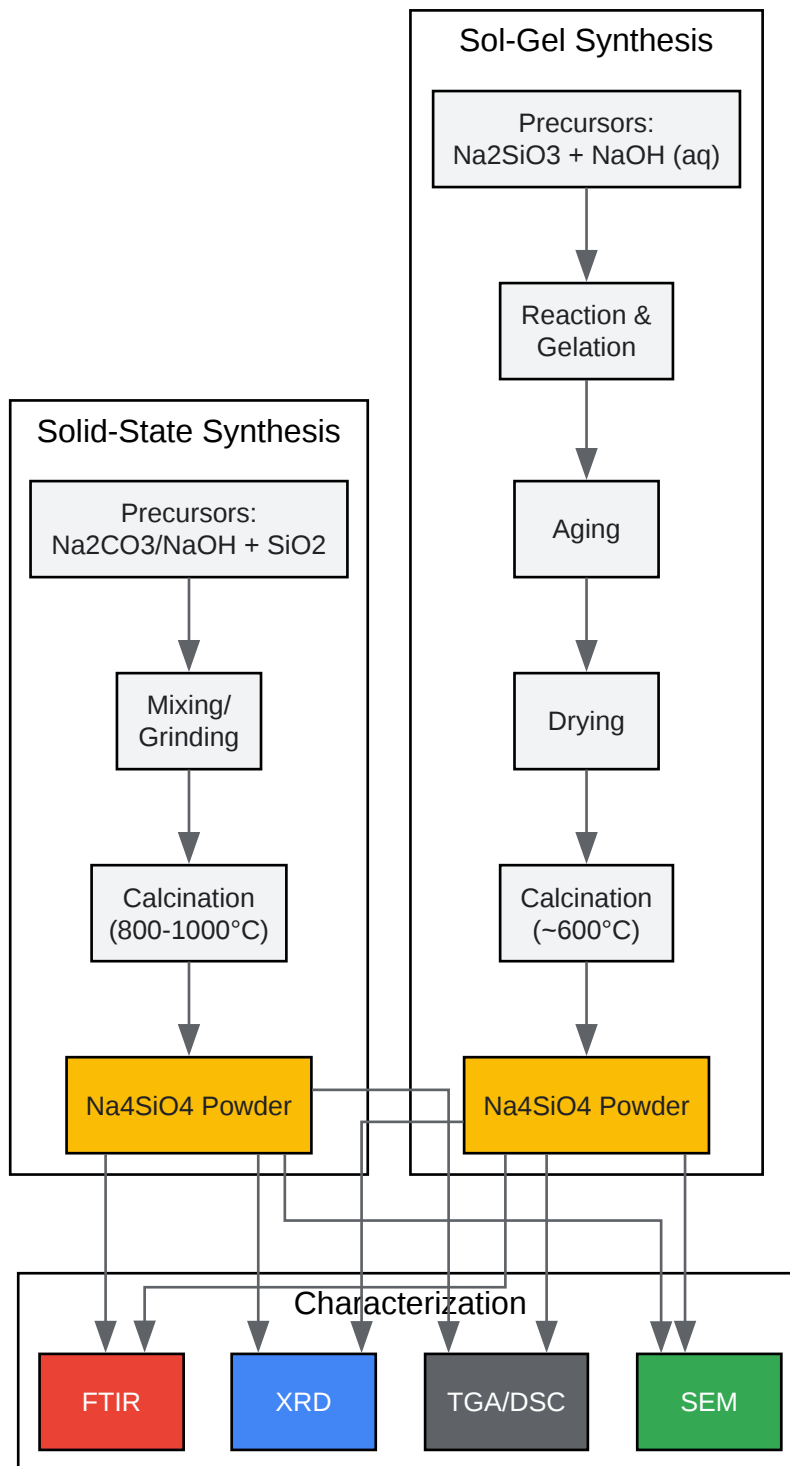 Sol-Gel Synthesis
Precursors:
Na2SiO3 + NaOH (aq)
Reaction &
Gelation
Aging
Drying
Calcination
(~600°C)
Na4SiO4 Powder
Solid-State Synthesis
Precursors:
Na2CO3/NaOH + SiO2
Mixing/
Grinding
Calcination
(800-1000°C)
Na4SiO4 Powder
Characterization
FTIR
XRD
TGA/DSC
SEM